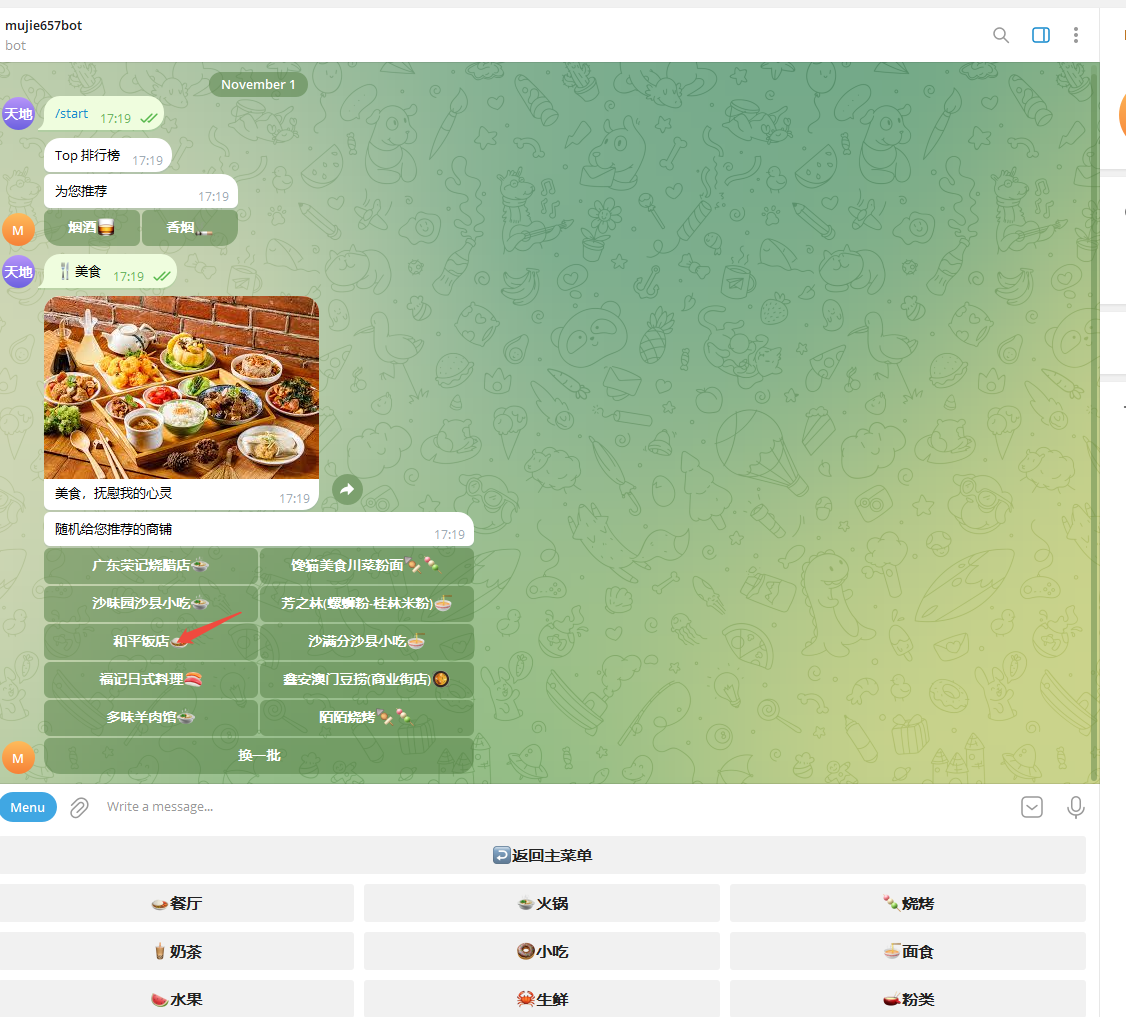 mujie657bot
bot
November 1
天地
/start 17:19
Top 排行榜 17:19
为您推荐 17:19
M
烟酒 香烟
天地
美食 17:19
美食，抚慰我的心灵 17:19
随机给您推荐的商铺 17:19
广东荣记烧腊店 馋猫美食川菜粉面
沙味园沙县小吃 芳之林(螺蛳粉·桂林米粉)
和平饭店 沙满分沙县小吃
福记日式料理 鑫安澳门豆捞(商业街店)
多味羊肉馆 陌陌烧烤
M
换一批
Menu Write a message...
返回主菜单
餐厅 火锅 烧烤
奶茶 小吃 面食
水果 生鲜 粉类